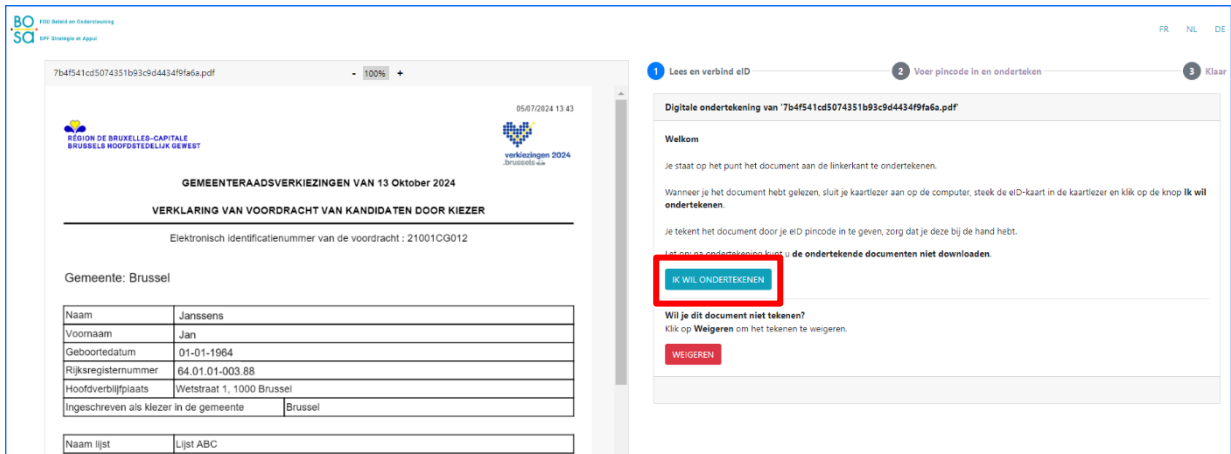 BOSA
FOD Beleid en Ondersteuning
SPF Stratégie et Appui
FR NL DE
7b4f541cd5074351b93c9d4434f9fa6a.pdf - 100% +
05/07/2024 13:43
RÉGION DE BRUXELLES-CAPITALE
BRUSSELS HOOFDSTEDELIJK GEWEST
verkiezingen 2024
.brussels
GEMEENTERAADSVERKIEZINGEN VAN 13 Oktober 2024
VERKLARING VAN VOORDRACHT VAN KANDIDATEN DOOR KIEZER
Elektronisch identificatienummer van de voordracht : 21001CG012
Gemeente: Brussel
Naam Janssens
Voornaam Jan
Geboortedatum 01-01-1964
Rijksregisternummer 64.01.01-003.88
Hoofdverblijfplaats Wetstraat 1, 1000 Brussel
Ingeschreven als kiezer in de gemeente Brussel
Naam lijst Lijst ABC
1 Lees en verbind eID 2 Voer pincode in en onderteken 3 Klaar
Digitale ondertekening van '7b4f541cd5074351b93c9d4434f9fa6a.pdf'
Welkom
Je staat op het punt het document aan de linkerkant te ondertekenen.
Wanneer je het document hebt gelezen, sluit je kaartlezer aan op de computer, steek de eID-kaart in de kaartlezer en klik op de knop Ik wil
ondertekenen.
Je tekent het document door je eID pincode in te geven, zorg dat je deze bij de hand hebt.
Let op: na ondertekening kunt u de ondertekende documenten niet downloaden.
IK WIL ONDERTEKENEN
Wil je dit document niet tekenen?
Klik op Weigeren om het tekenen te weigeren.
WEIGEREN